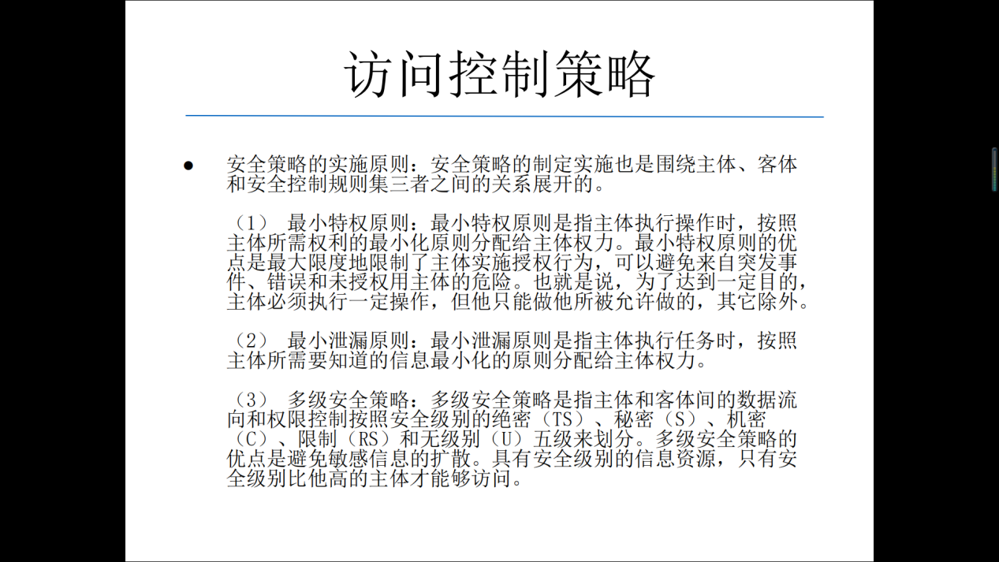 访问控制策略
● 安全策略的实施原则：安全策略的制定实施也是围绕主体、客体
和安全控制规则集三者之间的关系展开的。
（1） 最小特权原则：最小特权原则是指主体执行操作时，按照
主体所需权利的最小化原则分配给主体权力。最小特权原则的优
点是最大限度地限制了主体实施授权行为，可以避免来自突发事
件、错误和未授权用主体的危险。也就是说，为了达到一定目的，
主体必须执行一定操作，但他只能做他所被允许做的，其它除外。
（2） 最小泄漏原则：最小泄漏原则是指主体执行任务时，按照
主体所需要知道的信息最小化的原则分配给主体权力。
（3） 多级安全策略：多级安全策略是指主体和客体间的数据流
向和权限控制按照安全级别的绝密（TS）、秘密（S）、机密
（C）、限制（RS）和无级别（U）五级来划分。多级安全策略的
优点是避免敏感信息的扩散。具有安全级别的信息资源，只有安
全级别比他高的主体才能够访问。